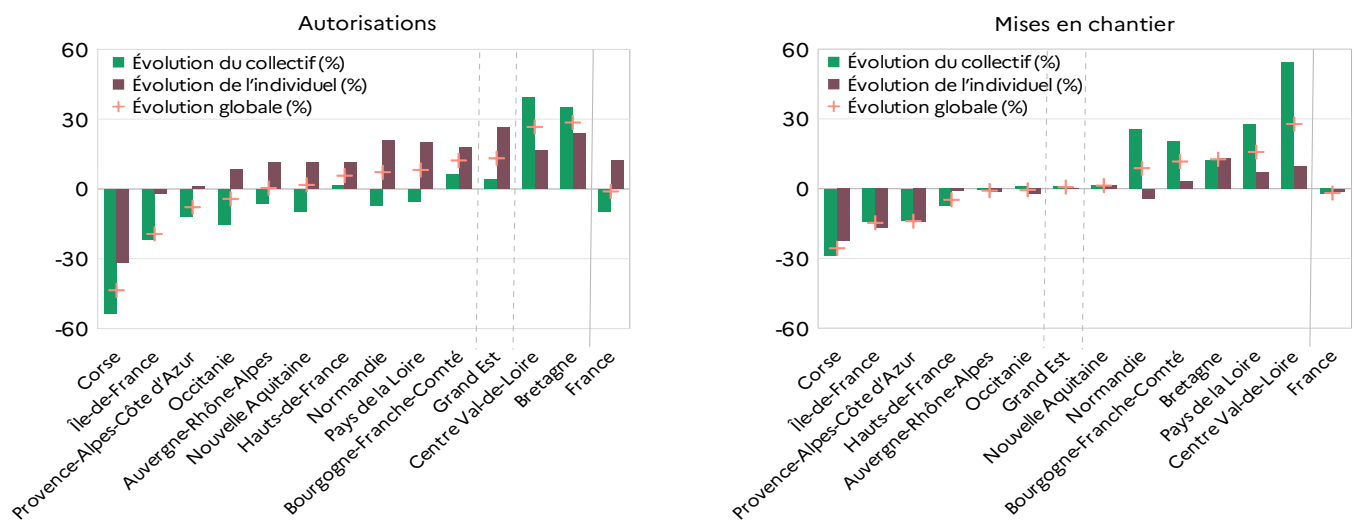 Autorisations
60
30
0
-30
-60
Évolution du collectif (%)
Évolution de l'individuel (%)
Évolution globale (%)
Corse
Île-de-France
Provence-Alpes-Côte d'Azur
Occitanie
Auvergne-Rhône-Alpes
Nouvelle Aquitaine
Hauts-de-France
Normandie
Pays de la Loire
Bourgogne-Franche-Comté
Grand Est
Centre Val-de-Loire
Bretagne
France
Mises en chantier
60
30
0
-30
-60
Évolution du collectif (%)
Évolution de l'individuel (%)
Évolution globale (%)
Corse
Île-de-France
Provence-Alpes-Côte d'Azur
Hauts-de-France
Auvergne-Rhône-Alpes
Occitanie
Grand Est
Nouvelle Aquitaine
Normandie
Bourgogne-Franche-Comté
Bretagne
Pays de la Loire
Centre Val-de-Loire
France